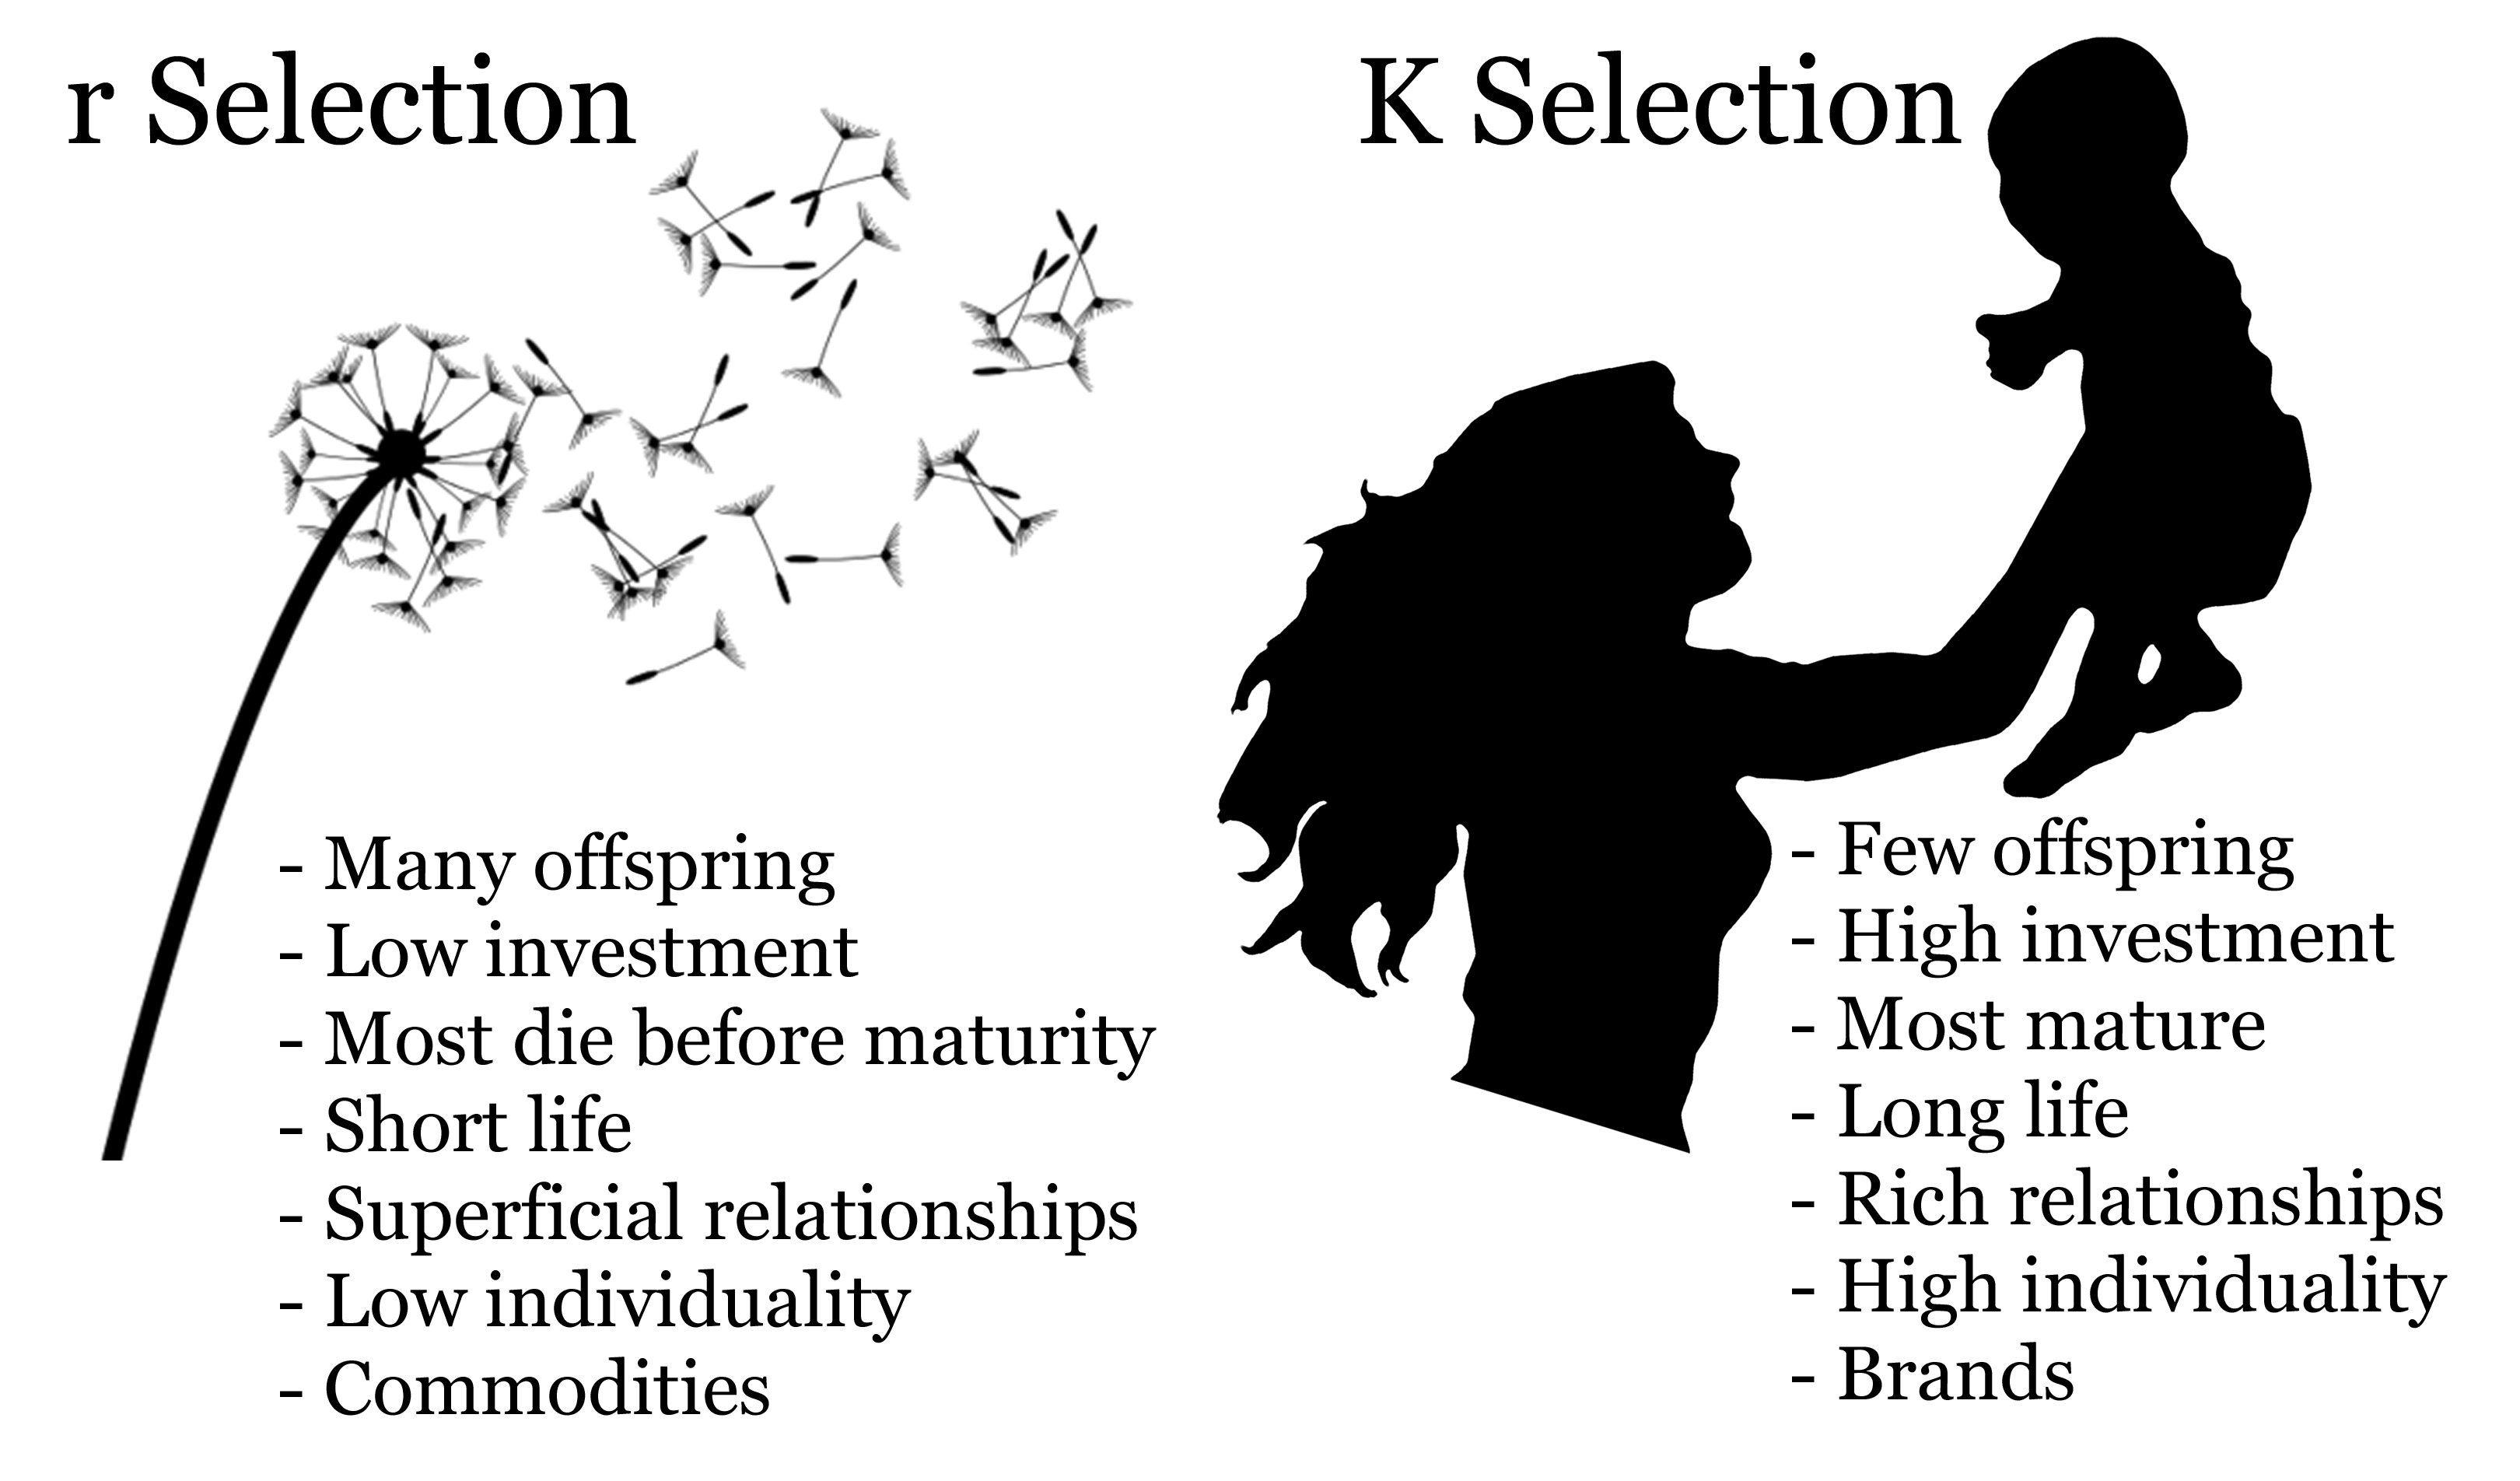 r Selection
- Many offspring
- Low investment
- Most die before maturity
- Short life
- Superficial relationships
- Low individuality
- Commodities
K Selection
- Few offspring
- High investment
- Most mature
- Long life
- Rich relationships
- High individuality
- Brands